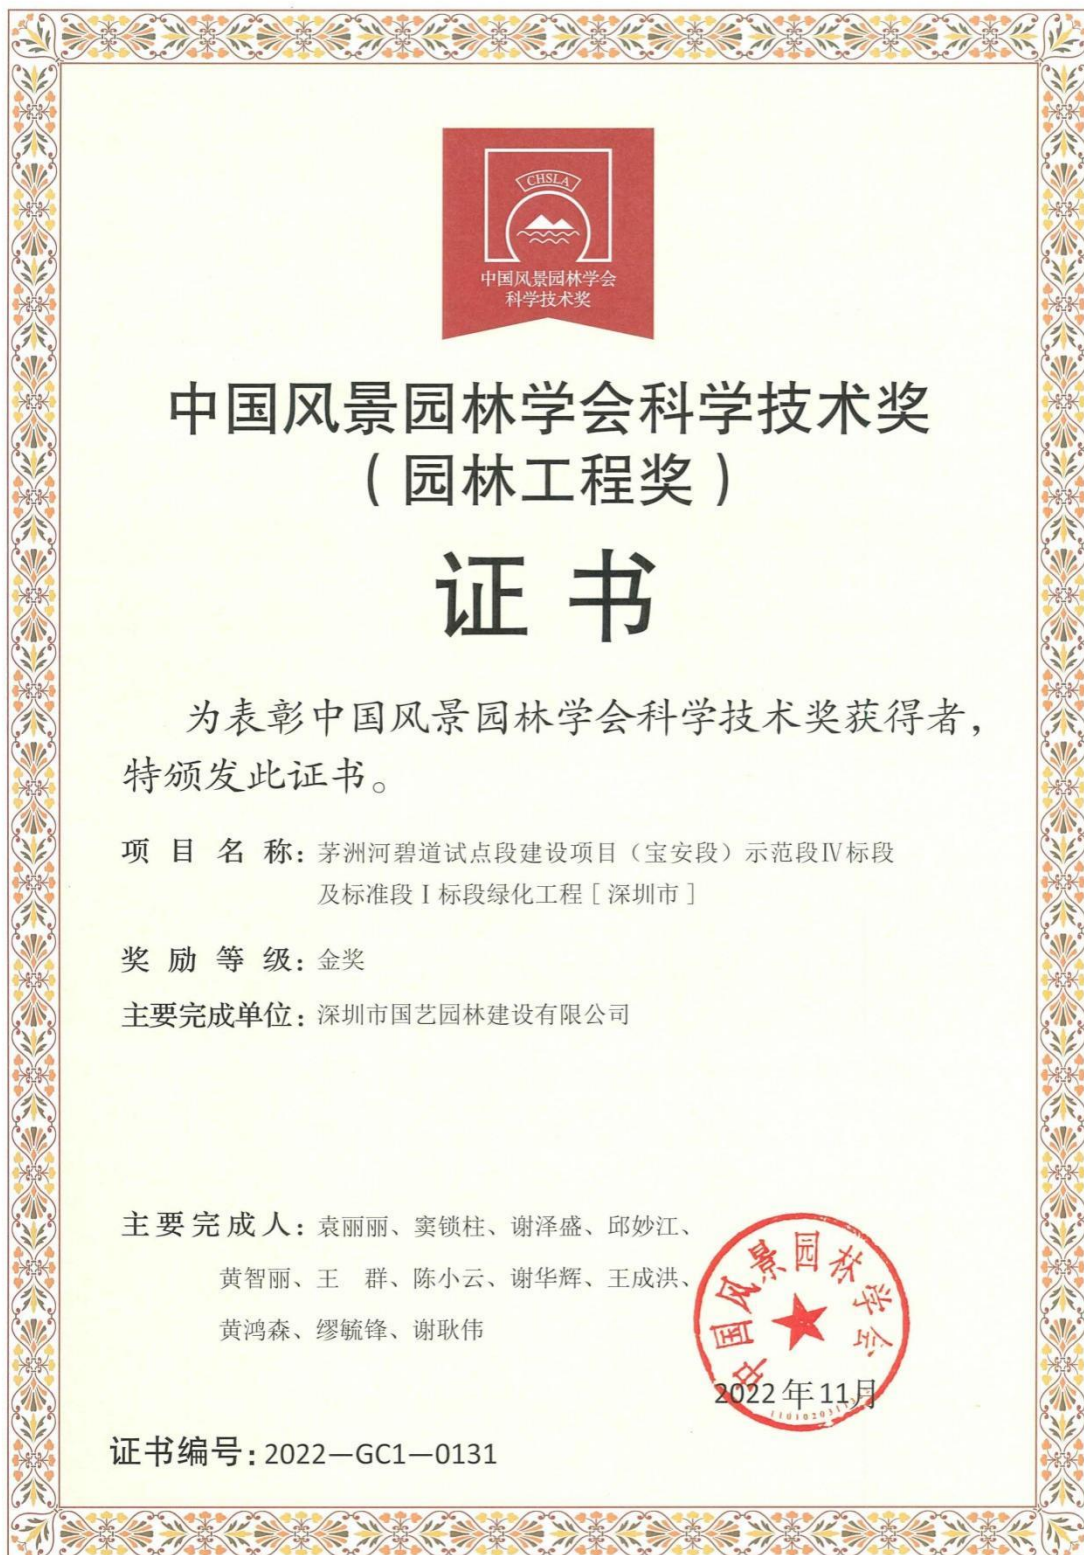 CHSLA
中国风景园林学会
科学技术奖
中国风景园林学会科学技术奖
（园林工程奖）
证书
为表彰中国风景园林学会科学技术奖获得者，
特颁发此证书。
项目名称：茅洲河碧道试点段建设项目（宝安段）示范段Ⅳ标段
及标准段Ⅰ标段绿化工程［深圳市］
奖励等级：金奖
主要完成单位：深圳市国艺园林建设有限公司
主要完成人：袁丽丽、窦锁柱、谢泽盛、邱妙江、
黄智丽、王 群、陈小云、谢华辉、王成洪、
黄鸿森、缪毓锋、谢耿伟
中国风景园林学会
2022年11月
证书编号：2022—GC1—0131